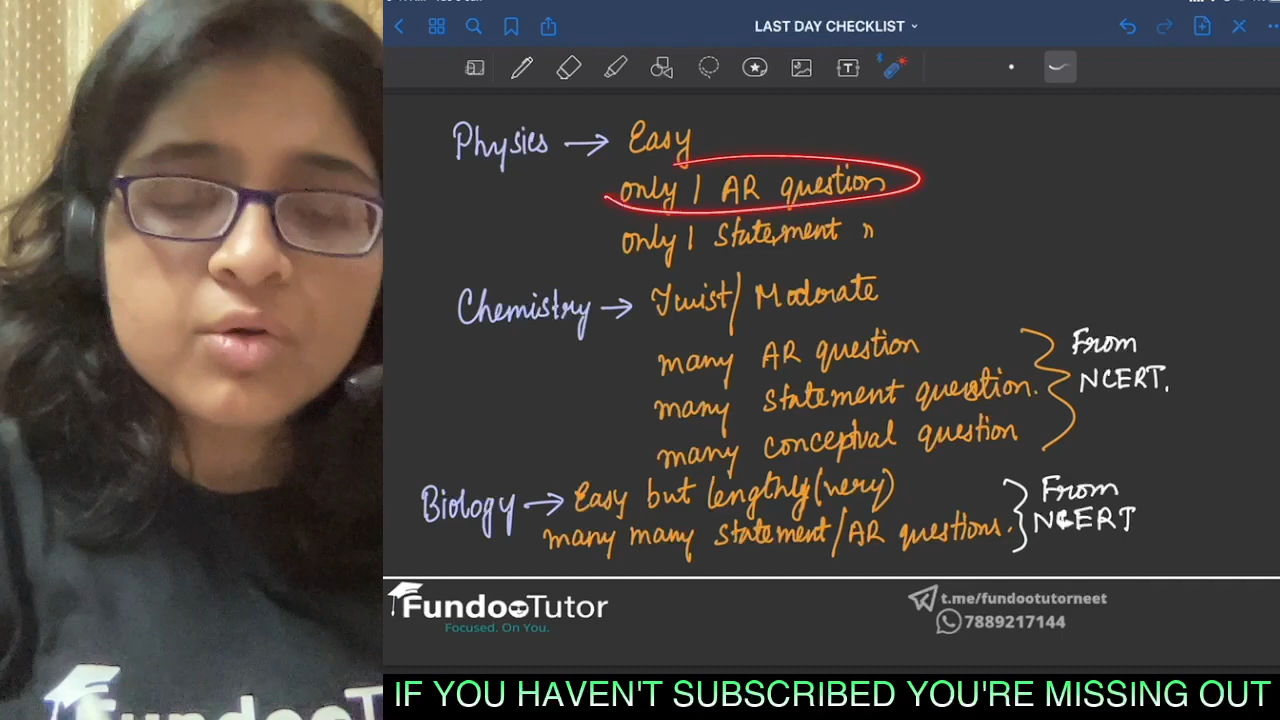 LAST DAY CHECKLIST
Physics → Easy
only 1 AR question
only 1 statement "
Chemistry → Twist/ Moderate
many AR question
many statement question.
many conceptual question
From
NCERT.
Biology → Easy but lengthly (very)
many many statement/AR questions.
From
NCERT
FundooTutor
Focused. On You.
t.me/fundootutorneet
7889217144
FundooT
IF YOU HAVEN'T SUBSCRIBED YOU'RE MISSING OUT